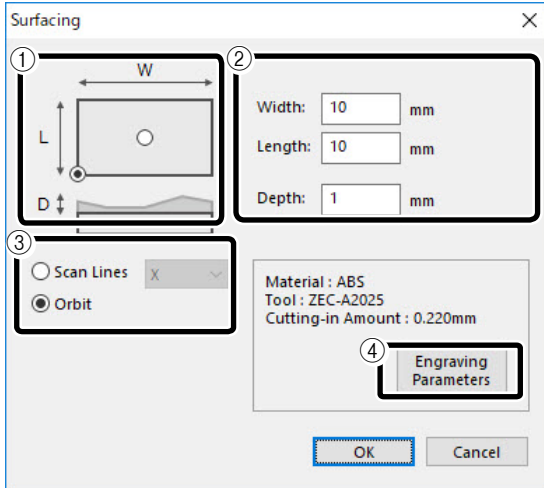 Surfacing
①
W
L
D
②
Width: 10 mm
Length: 10 mm
Depth: 1 mm
③
Scan Lines X
Orbit
Material : ABS
Tool : ZEC-A2025
Cutting-in Amount : 0.220mm
④
Engraving
Parameters
OK Cancel